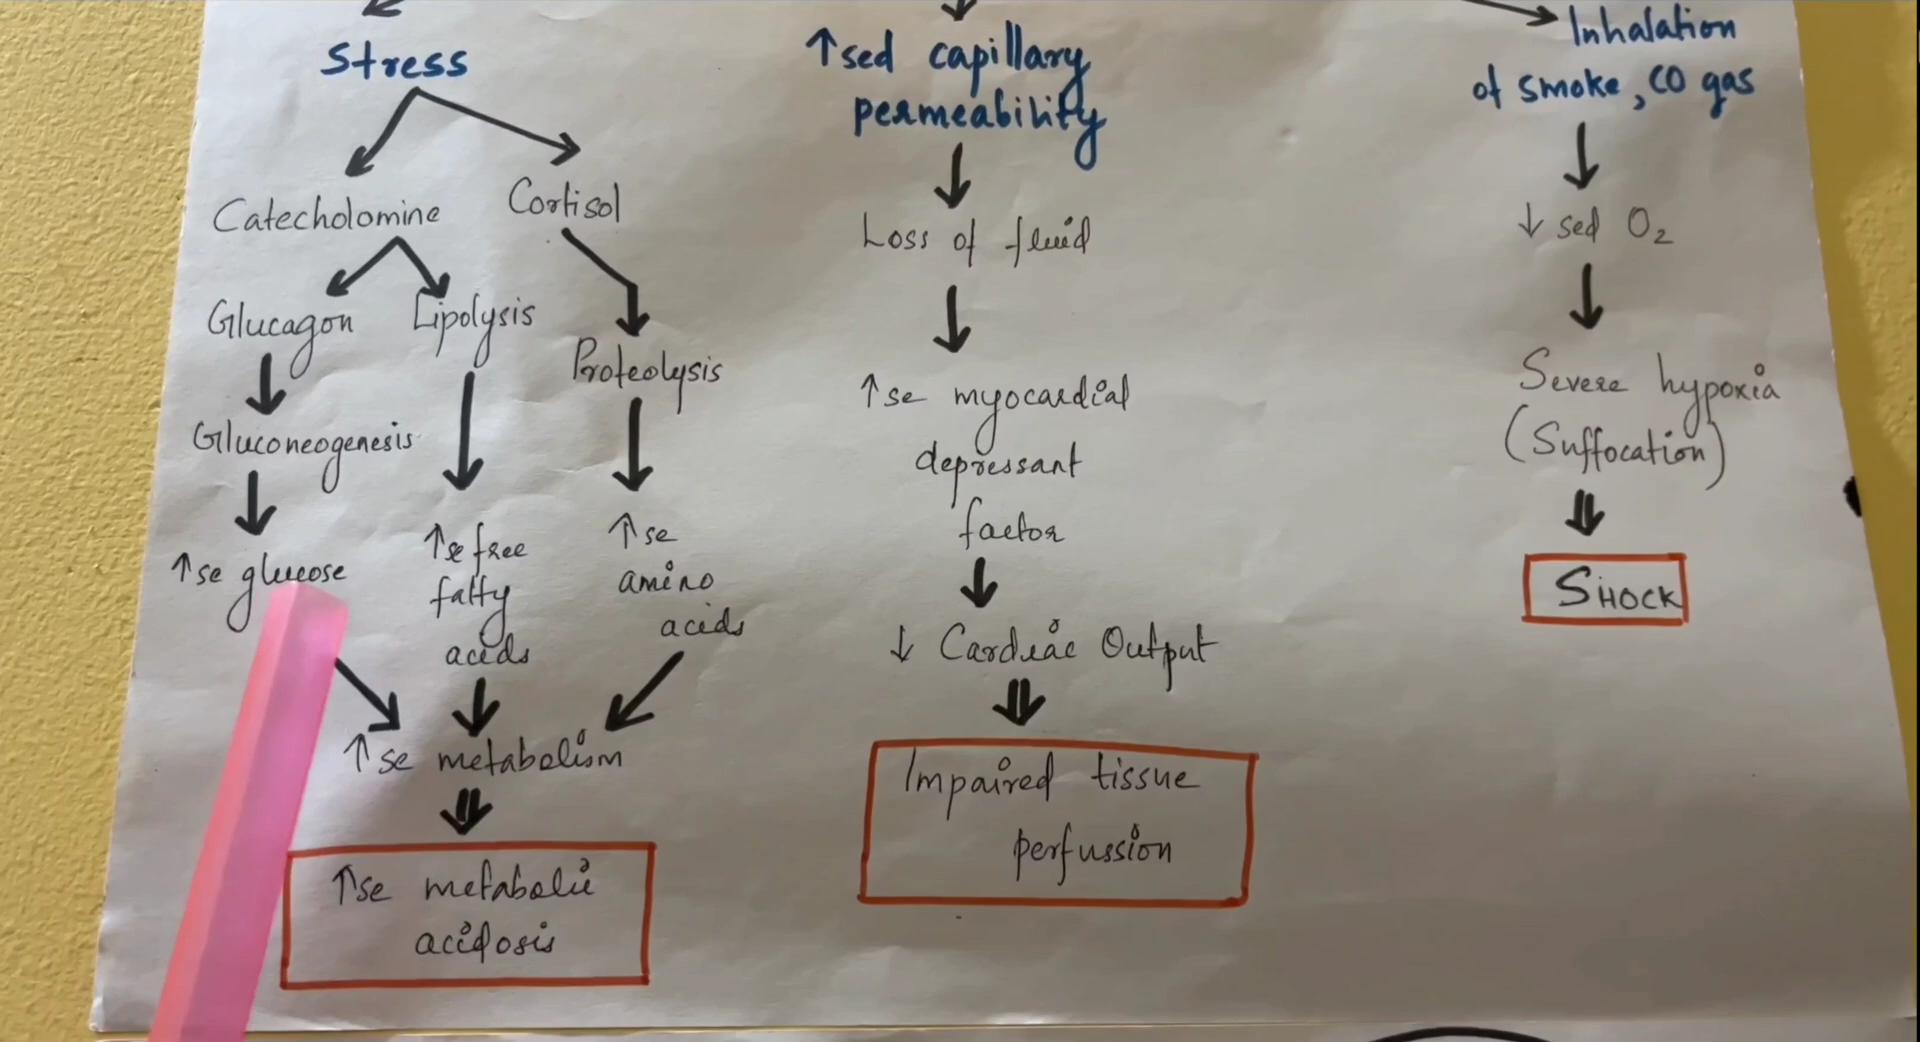 Stress
Catecholomine
Cortisol
Glucagon
Lipolysis
Proteolysis
Gluconeogenesis
↑se glucose
↑se free
fatty
acids
↑se
amino
acids
↑se metabolism
↑se metabolic
acidosis
↑sed capillary
permeability
Loss of fluid
↑se myocardial
depressant
factor
↓ Cardiac Output
Impaired tissue
perfussion
Inhalation
of smoke, CO gas
↓ sed O₂
Severe hypoxia
(Suffocation)
SHOCK